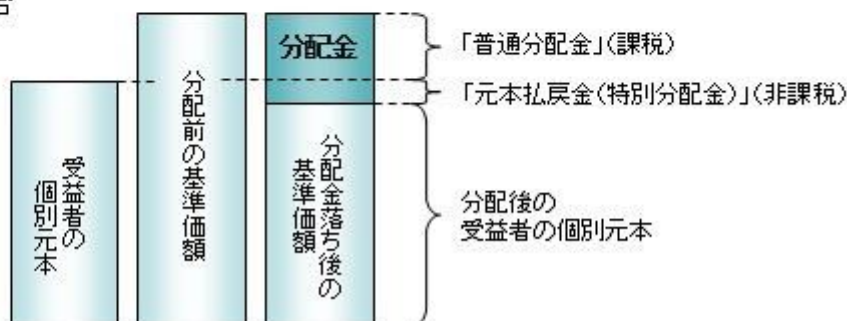 分配金
「普通分配金」(課税)
「元本払戻金(特別分配金)」(非課税)
受益者の
個別元本
分配前の基準価額
分配金落ち後の
基準価額
分配後の
受益者の個別元本